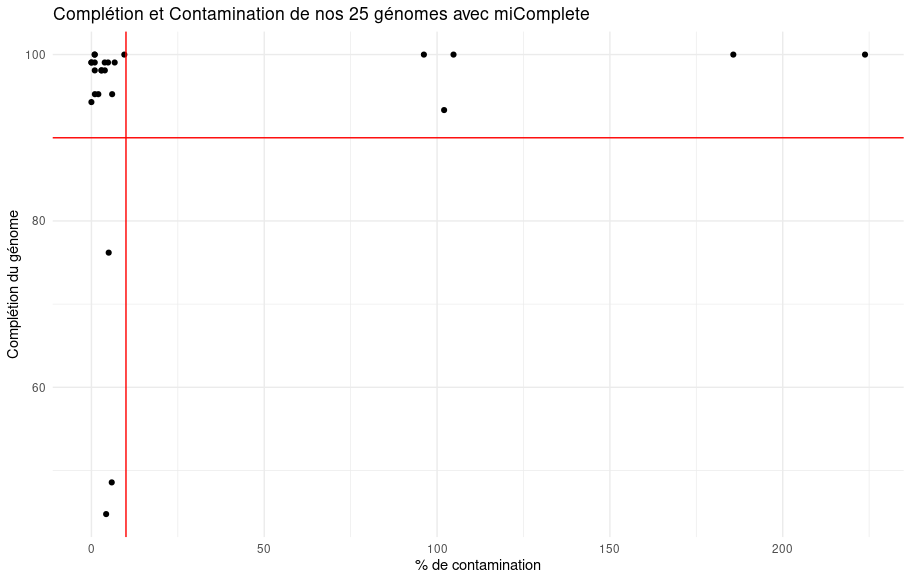 Complétion et Contamination de nos 25 génomes avec miComplete
100
80
60
Complétion du génome
0
50
100
150
200
% de contamination